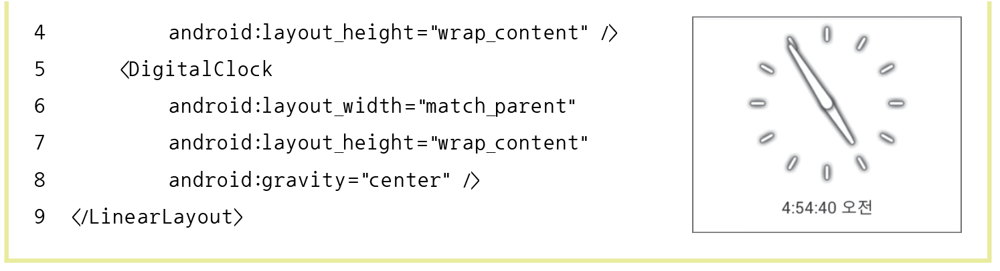 4 android:layout_height="wrap_content" />
5 <DigitalClock
6 android:layout_width="match_parent"
7 android:layout_height="wrap_content"
8 android:gravity="center" />
9 </LinearLayout>
4:54:40 오전